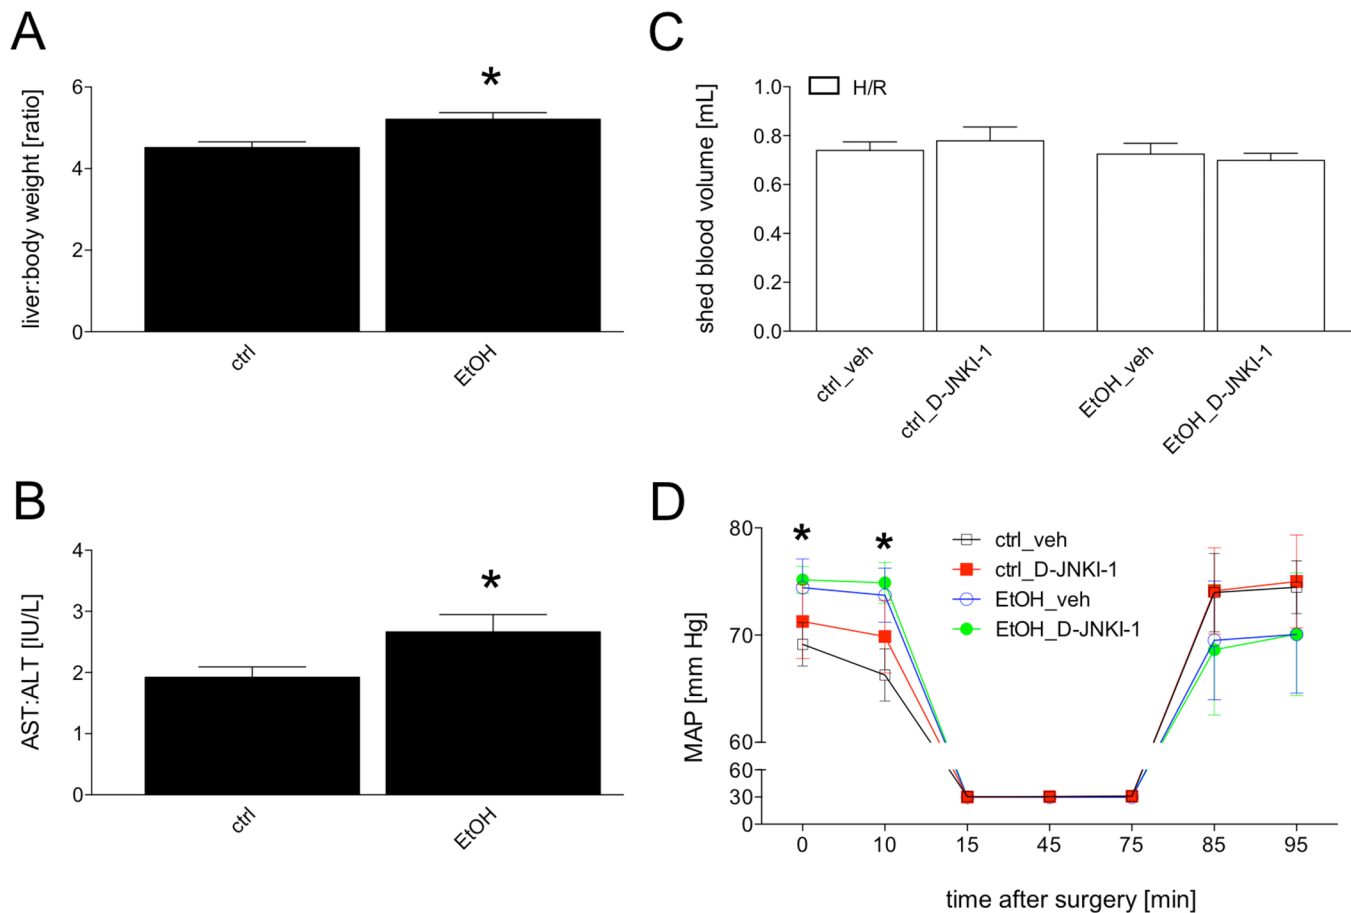 A
liver:body weight [ratio]
6
4
2
0
*
ctrl
EtOH
B
AST:ALT [IU/L]
4
3
2
1
0
*
ctrl
EtOH
C
shed blood volume [mL]
1.0
0.8
0.6
0.4
0.2
0.0
H/R
ctrl_veh
ctrl_D-JNKI-1
EtOH_veh
EtOH_D-JNKI-1
D
MAP [mm Hg]
80
70
60
60
30
0
*
*
ctrl_veh
ctrl_D-JNKI-1
EtOH_veh
EtOH_D-JNKI-1
0 10 15 45 75 85 95
time after surgery [min]